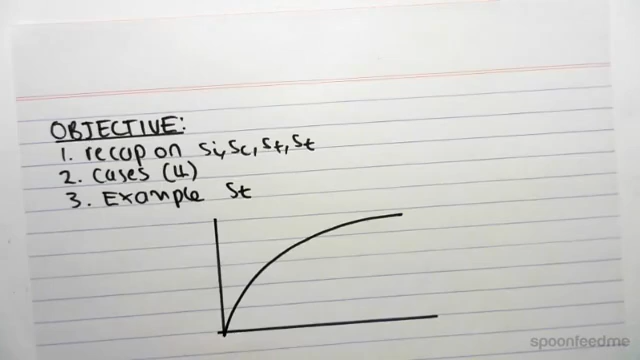 OBJECTIVE:
1. recap on Si, Sc, St, St
2. cases (4)
3. Example St
spoonfeedme